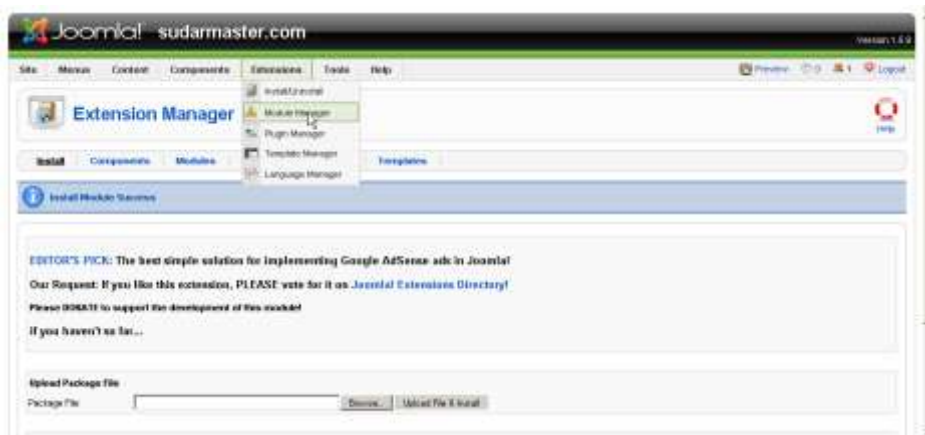 Joomla! sudarmaster.com
Version 1.5.9
Site Menus Content Components Extensions Tools Help
Preview 0 1 Logout
Install/Uninstall
Extension Manager
Module Manager
Help
Plugin Manager
Template Manager
Language Manager
Install Components Modules Templates
Install Module Success
EDITOR'S PICK: The best simple solution for implementing Google AdSense ads in Joomla!
Our Request: If you like this extension, PLEASE vote for it on Joomla! Extensions Directory!
Please DONATE to support the development of this module!
if you haven't so far...
Upload Package File
Package File
Browse... Upload File & Install